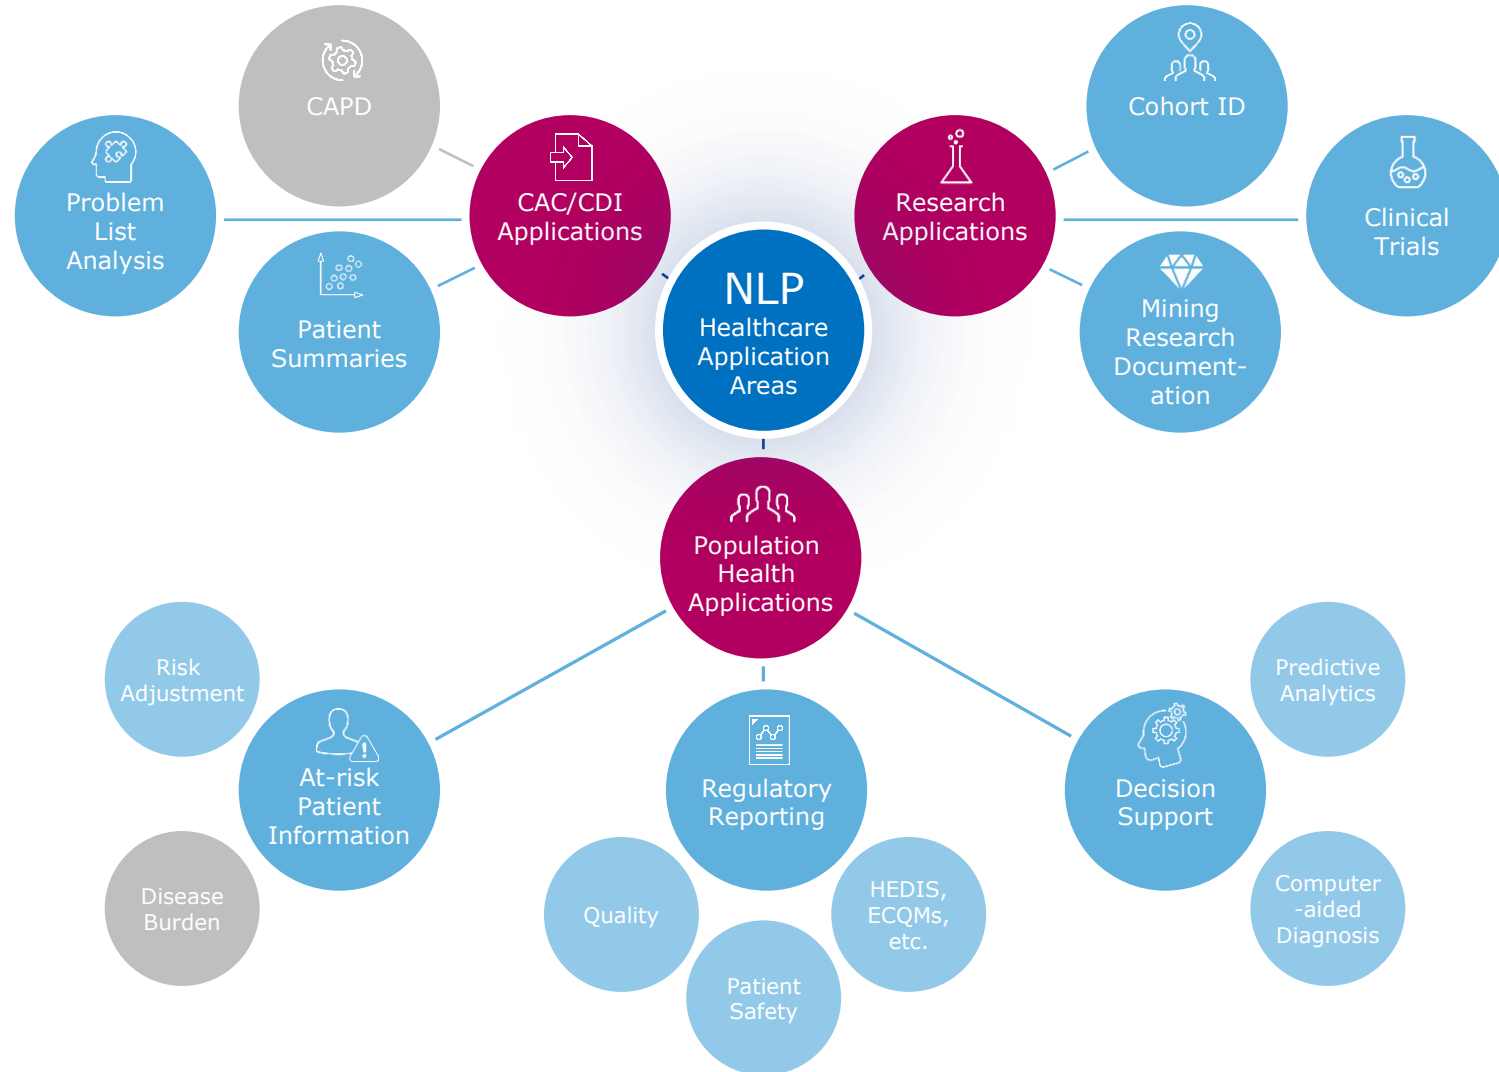 CAPD
Cohort ID
Problem
List
Analysis
CAC/CDI
Applications
Research
Applications
Clinical
Trials
NLP
Healthcare
Application
Areas
Patient
Summaries
Mining
Research
Document-
ation
Population
Health
Applications
Risk
Adjustment
Predictive
Analytics
At-risk
Patient
Information
Regulatory
Reporting
Decision
Support
Disease
Burden
Quality
HEDIS,
ECQMs,
etc.
Computer
-aided
Diagnosis
Patient
Safety